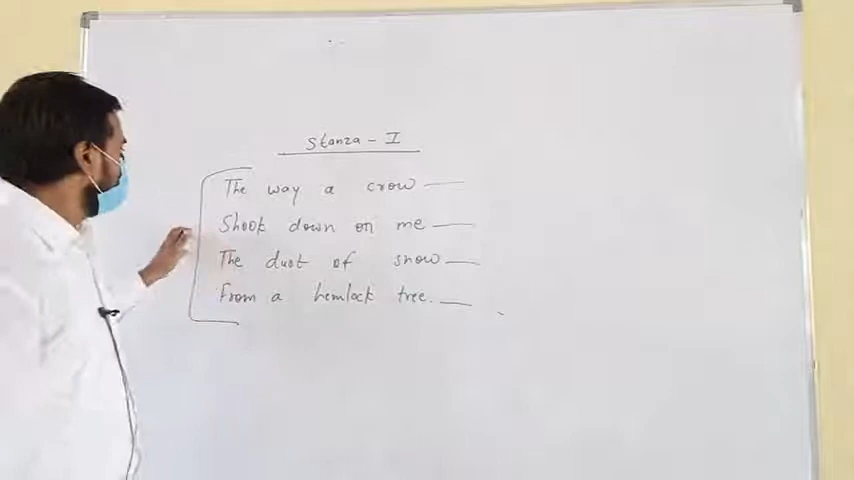 Stanza - I
The way a crow —
Shook down on me —
The dust of snow —
From a hemlock tree. —